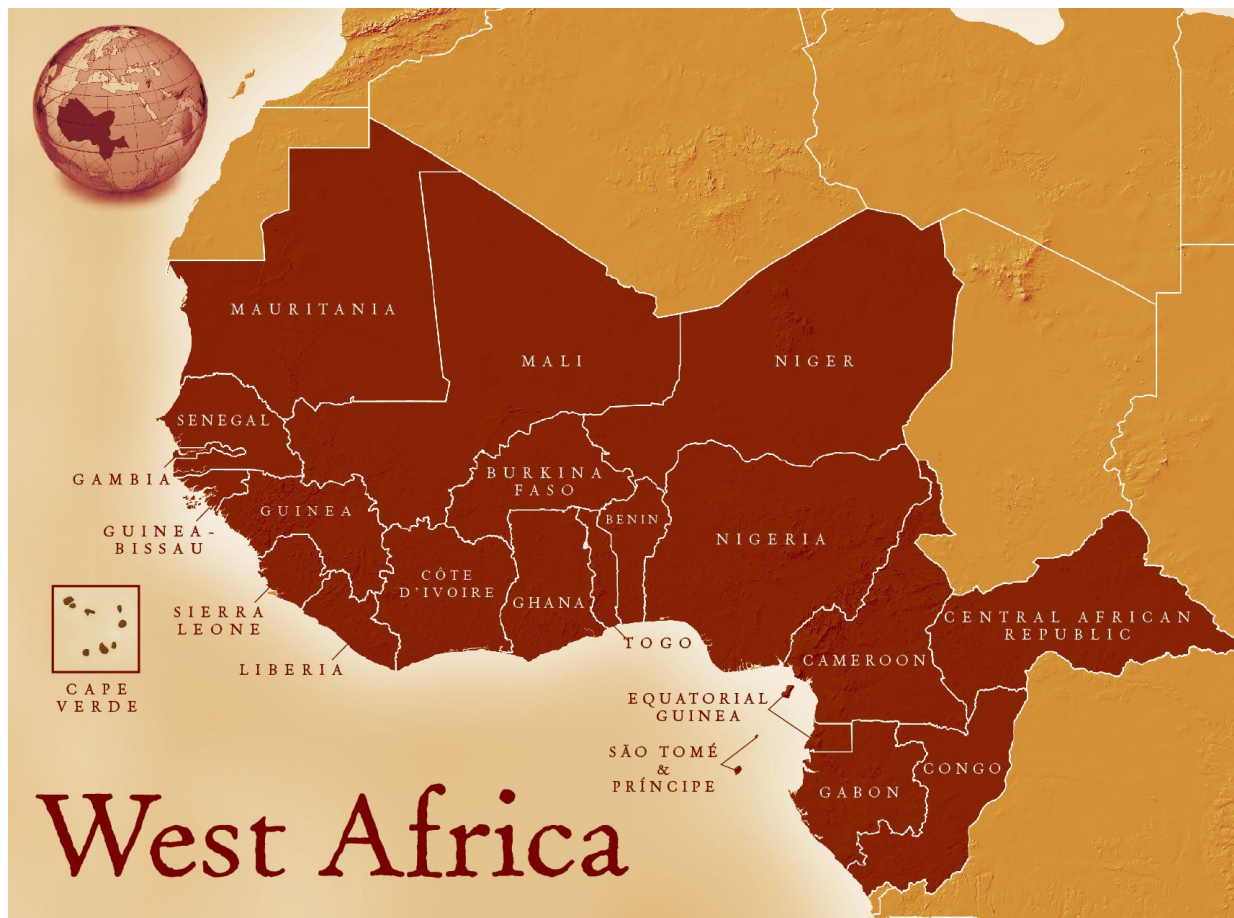 MAURITANIA
MALI
NIGER
SENEGAL
GAMBIA
BURKINA
FASO
GUINEA
BENIN
GUINEA-
BISSAU
NIGERIA
CÔTE
D'IVOIRE
GHANA
SIERRA
LEONE
CENTRAL AFRICAN
REPUBLIC
TOGO
LIBERIA
CAMEROON
CAPE
VERDE
EQUATORIAL
GUINEA
SÃO TOMÉ
&
PRÍNCIPE
CONGO
GABON
West Africa